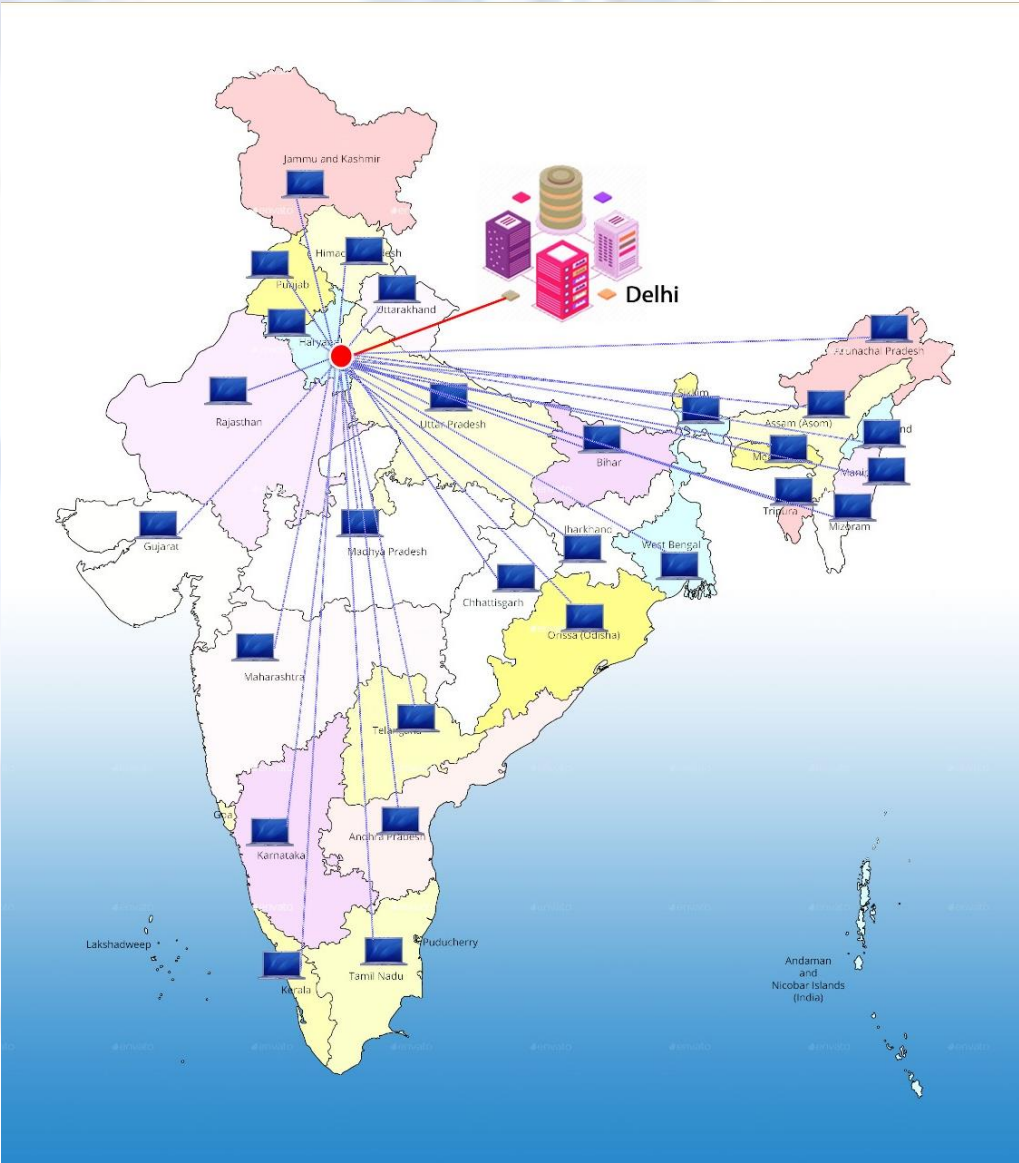 Jammu and Kashmir
Punjab
Uttarakhand
Delhi
Haryana
Rajasthan
Uttar Pradesh
Bihar
Arunachal Pradesh
Assam (Asom)
Tripura
Mizoram
Gujarat
Madhya Pradesh
Jharkhand
West Bengal
Chhattisgarh
Orissa (Odisha)
Maharashtra
Telangana
Goa
Karnataka
Andhra Pradesh
Lakshadweep
Puducherry
Tamil Nadu
Kerala
Andaman
and
Nicobar Islands
(India)
envato